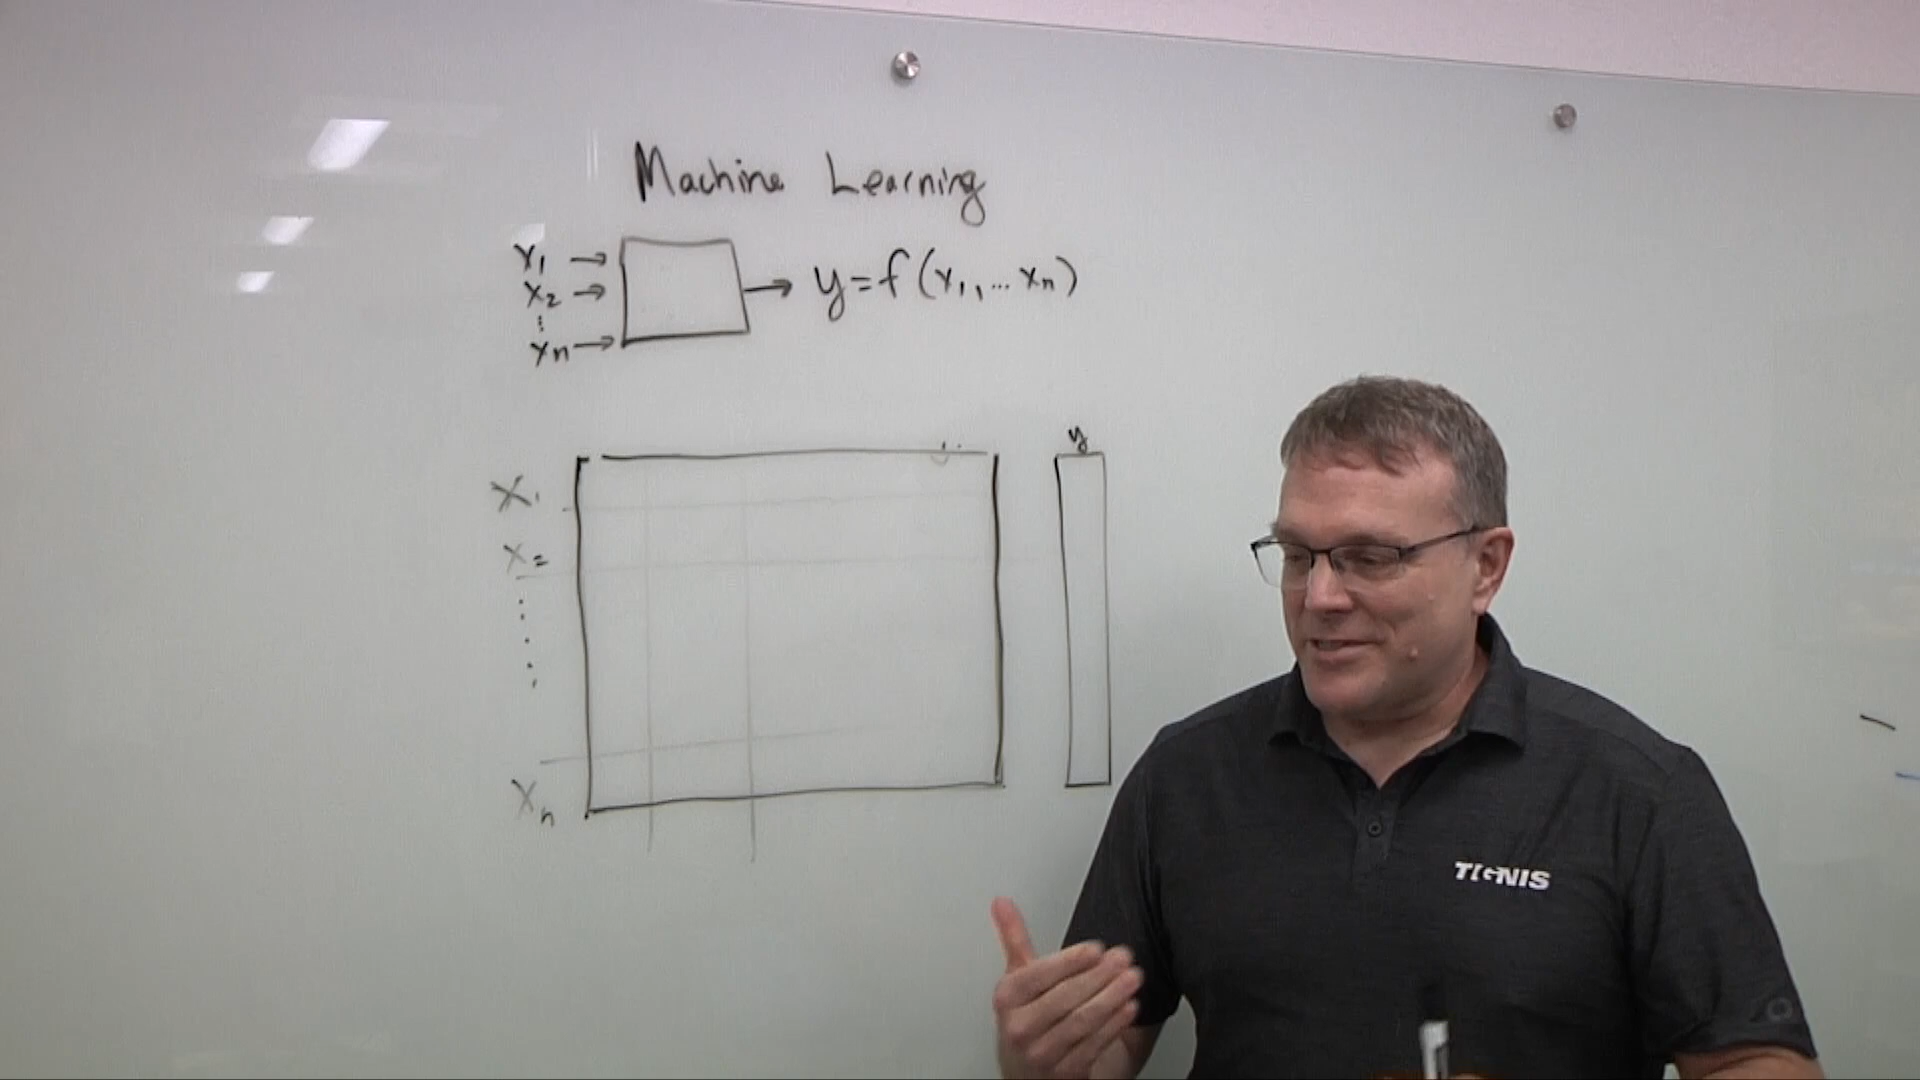 Machine Learning
x₁ →
x₂ →
⋮
xₙ →
→ y = f(x₁,... xₙ)
y
x₁
x₂
⋮
xₙ
TIGNIS